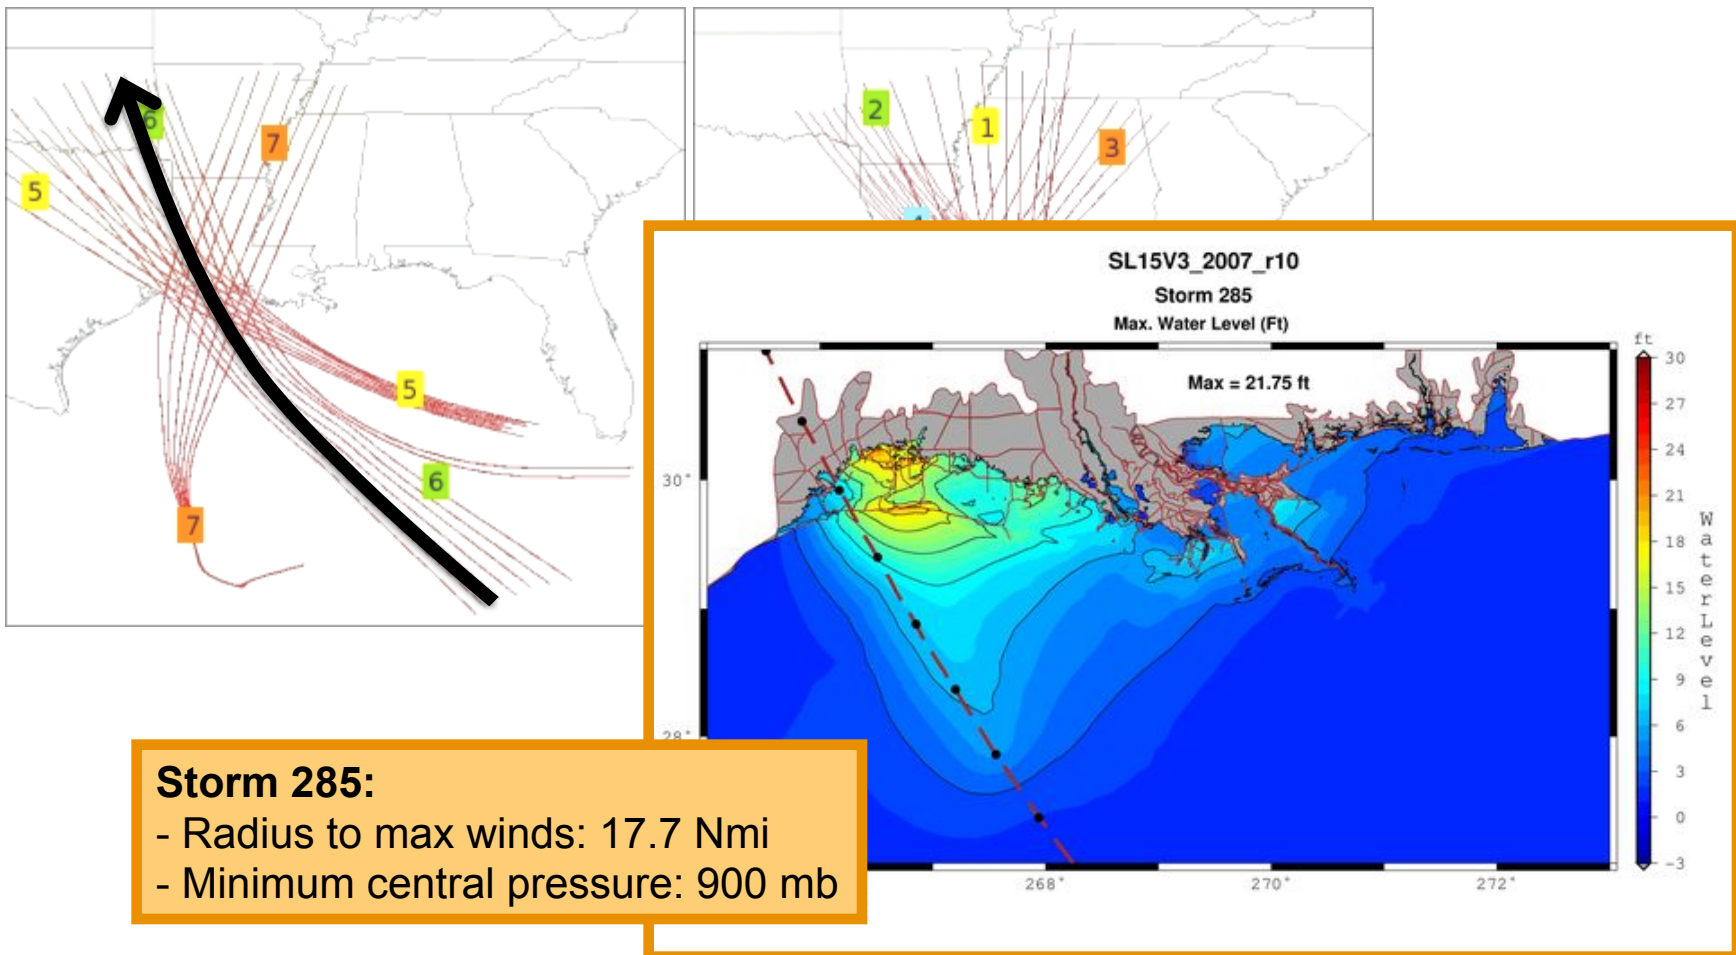 6
7
5
5
6
7
2
1
3
SL15V3_2007_r10
Storm 285
Max. Water Level (Ft)
Max = 21.75 ft
ft
30
27
24
21
18
15
12
9
6
3
0
-3
WaterLevel
30°
28°
268°
270°
272°
Storm 285:
- Radius to max winds: 17.7 Nmi
- Minimum central pressure: 900 mb